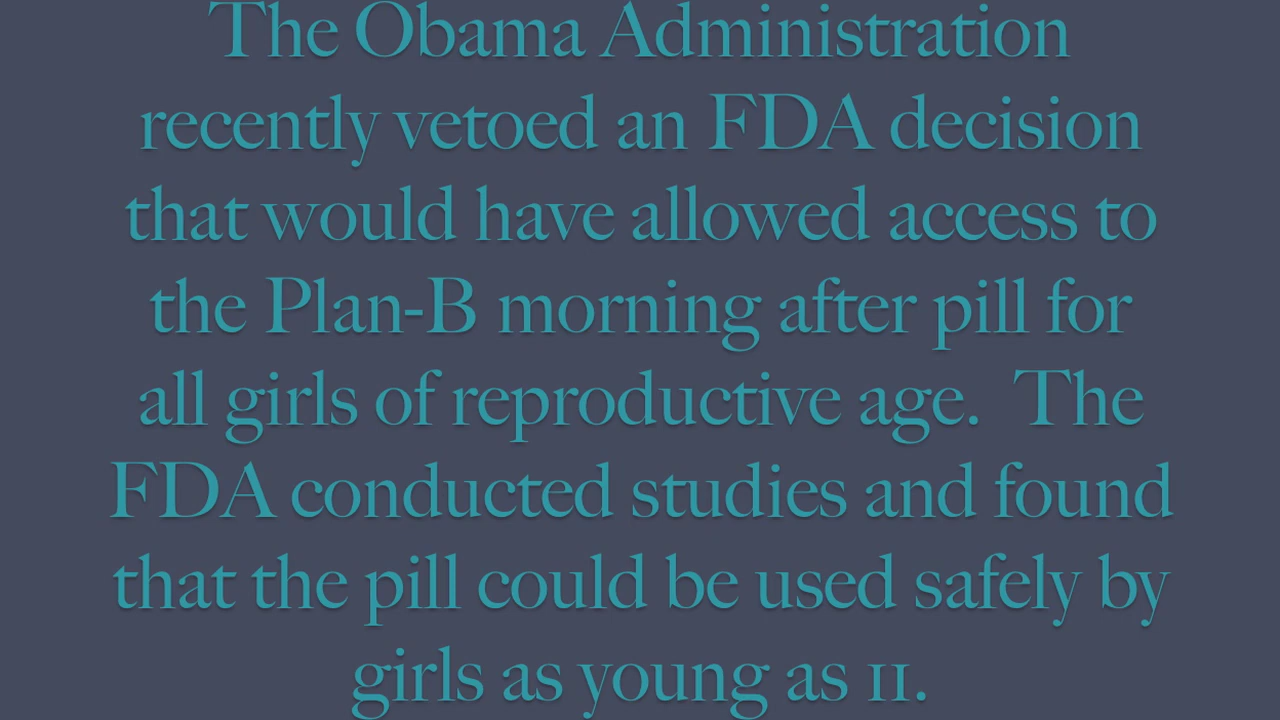 The Obama Administration
recently vetoed an FDA decision
that would have allowed access to
the Plan-B morning after pill for
all girls of reproductive age.  The
FDA conducted studies and found
that the pill could be used safely by
girls as young as 11.